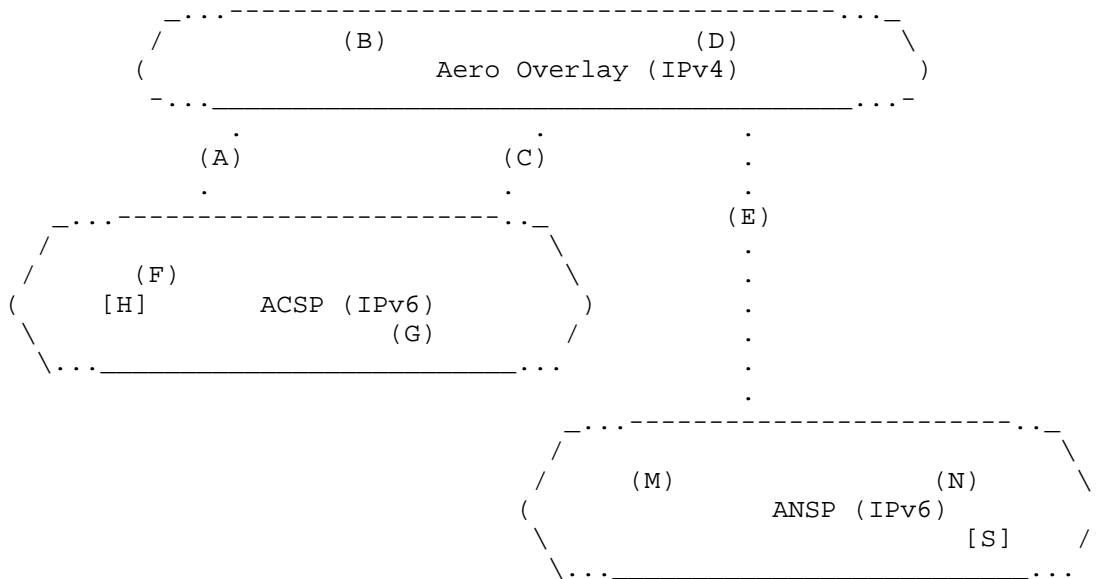 (B) (D)
Aero Overlay (IPv4)
(A) (C)
(E)
(F)
[H] ACSP (IPv6)
(G)
(M) (N)
ANSP (IPv6)
[S]